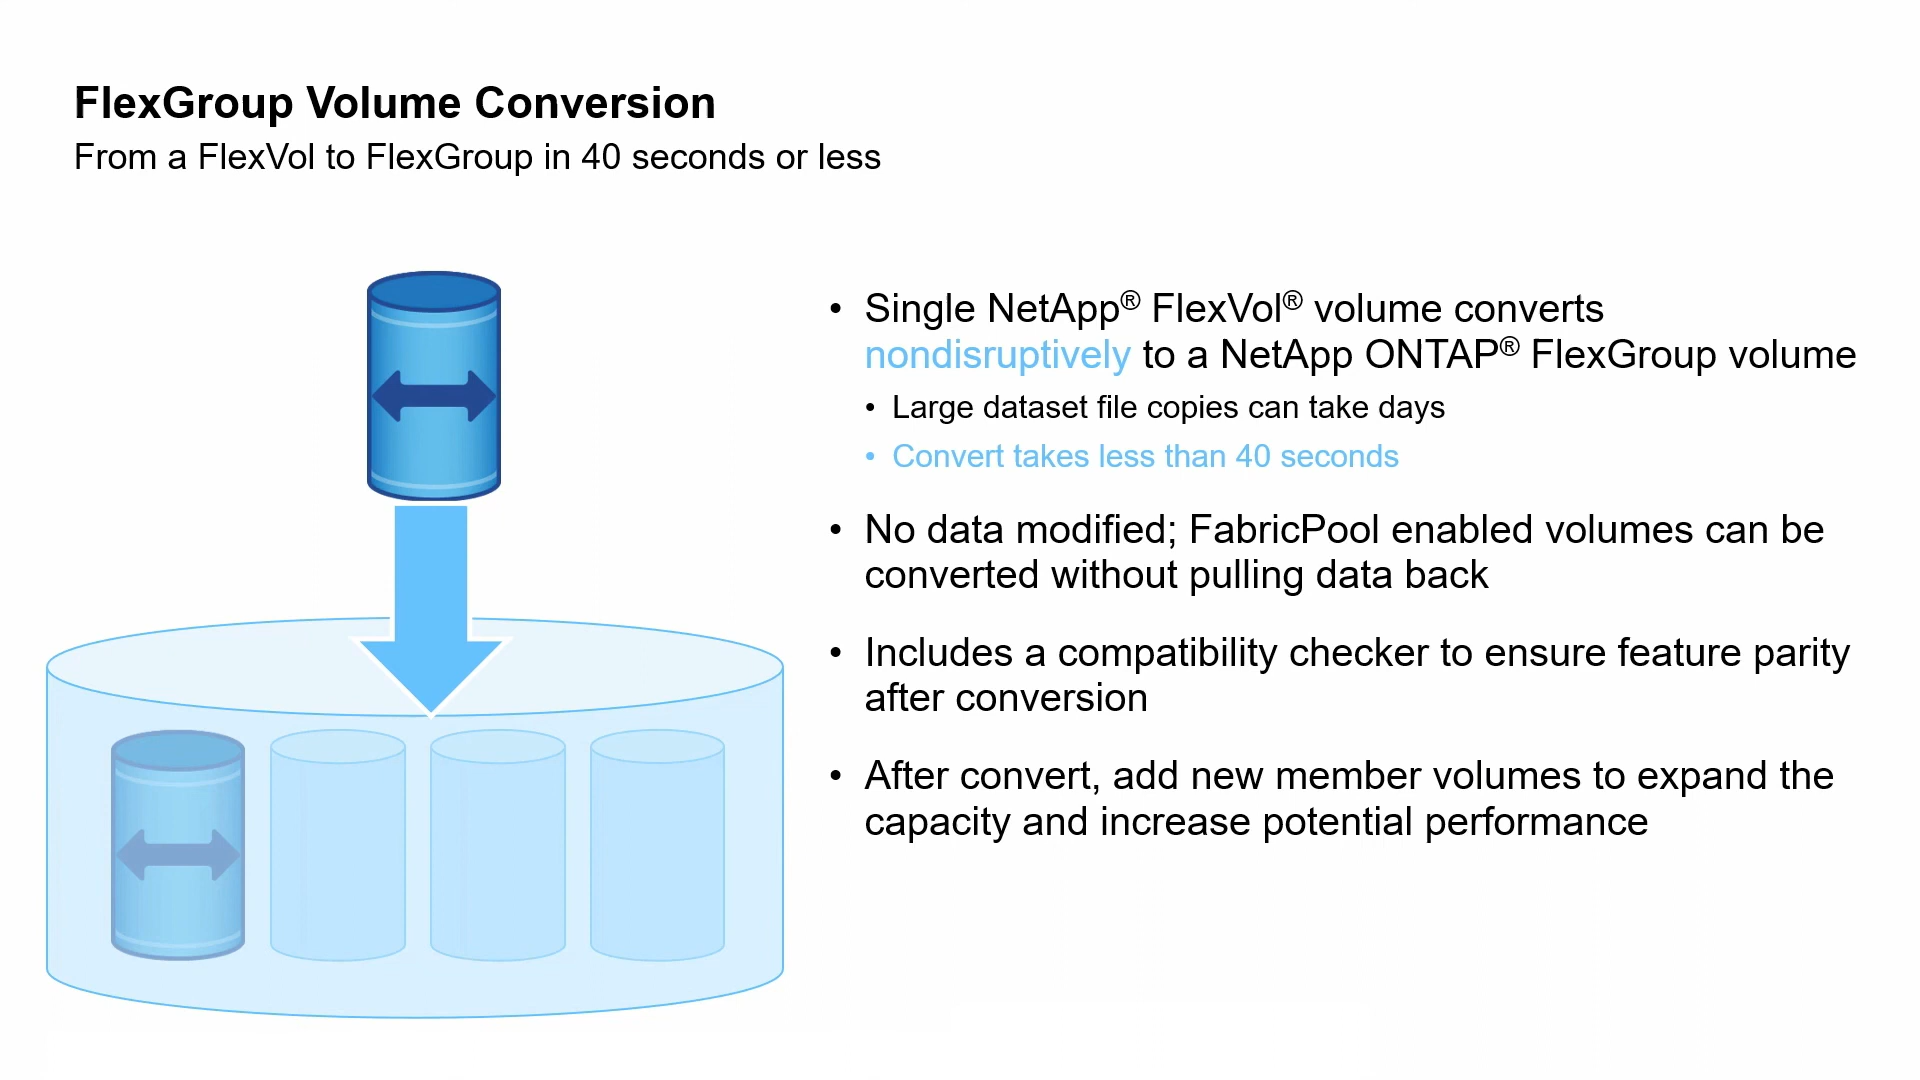 FlexGroup Volume Conversion
From a FlexVol to FlexGroup in 40 seconds or less
• Single NetApp® FlexVol® volume converts
nondisruptively to a NetApp ONTAP® FlexGroup volume
• Large dataset file copies can take days
• Convert takes less than 40 seconds
• No data modified; FabricPool enabled volumes can be
converted without pulling data back
• Includes a compatibility checker to ensure feature parity
after conversion
• After convert, add new member volumes to expand the
capacity and increase potential performance